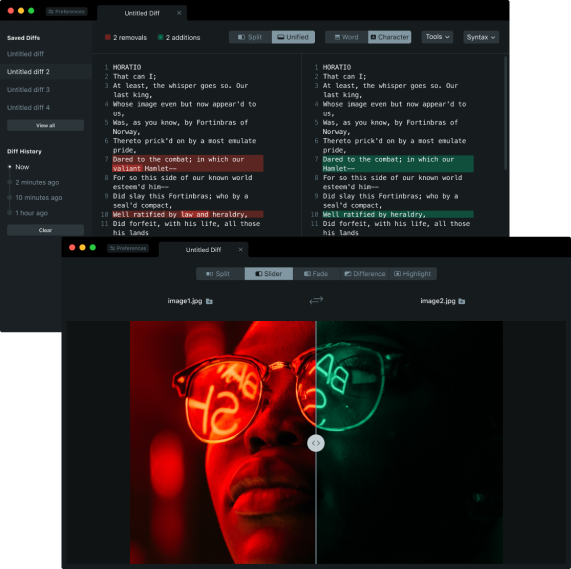 Preferences
Untitled Diff
Saved Diffs
Untitled diff
Untitled diff 2
Untitled diff 3
Untitled diff 4
View all
Diff History
Now
2 minutes ago
10 minutes ago
1 hour ago
Clear
2 removals 2 additions Split Unified Word Character Tools Syntax
1 HORATIO
2 That can I;
3 At least, the whisper goes so. Our
last king,
4 Whose image even but now appear'd to
us,
5 Was, as you know, by Fortinbras of
Norway,
6 Thereto prick'd on by a most emulate
pride,
7 Dared to the combat; in which our
valiant Hamlet--
8 For so this side of our known world
esteem'd him--
9 Did slay this Fortinbras; who by a
seal'd compact,
10 Well ratified by law and heraldry,
11 Did forfeit, with his life, all those
his lands
1 HORATIO
2 That can I;
3 At least, the whisper goes so. Our
last king,
4 Whose image even but now appear'd to
us,
5 Was, as you know, by Fortinbras of
Norway,
6 Thereto prick'd on by a most emulate
pride,
7 Dared to the combat; in which our
Hamlet--
8 For so this side of our known world
esteem'd him--
9 Did slay this Fortinbras; who by a
seal'd compact,
10 Well ratified by heraldry,
11 Did forfeit, with his life, all those
his lands
Preferences
Untitled Diff
Split Slider Fade Difference Highlight
image1.jpg image2.jpg